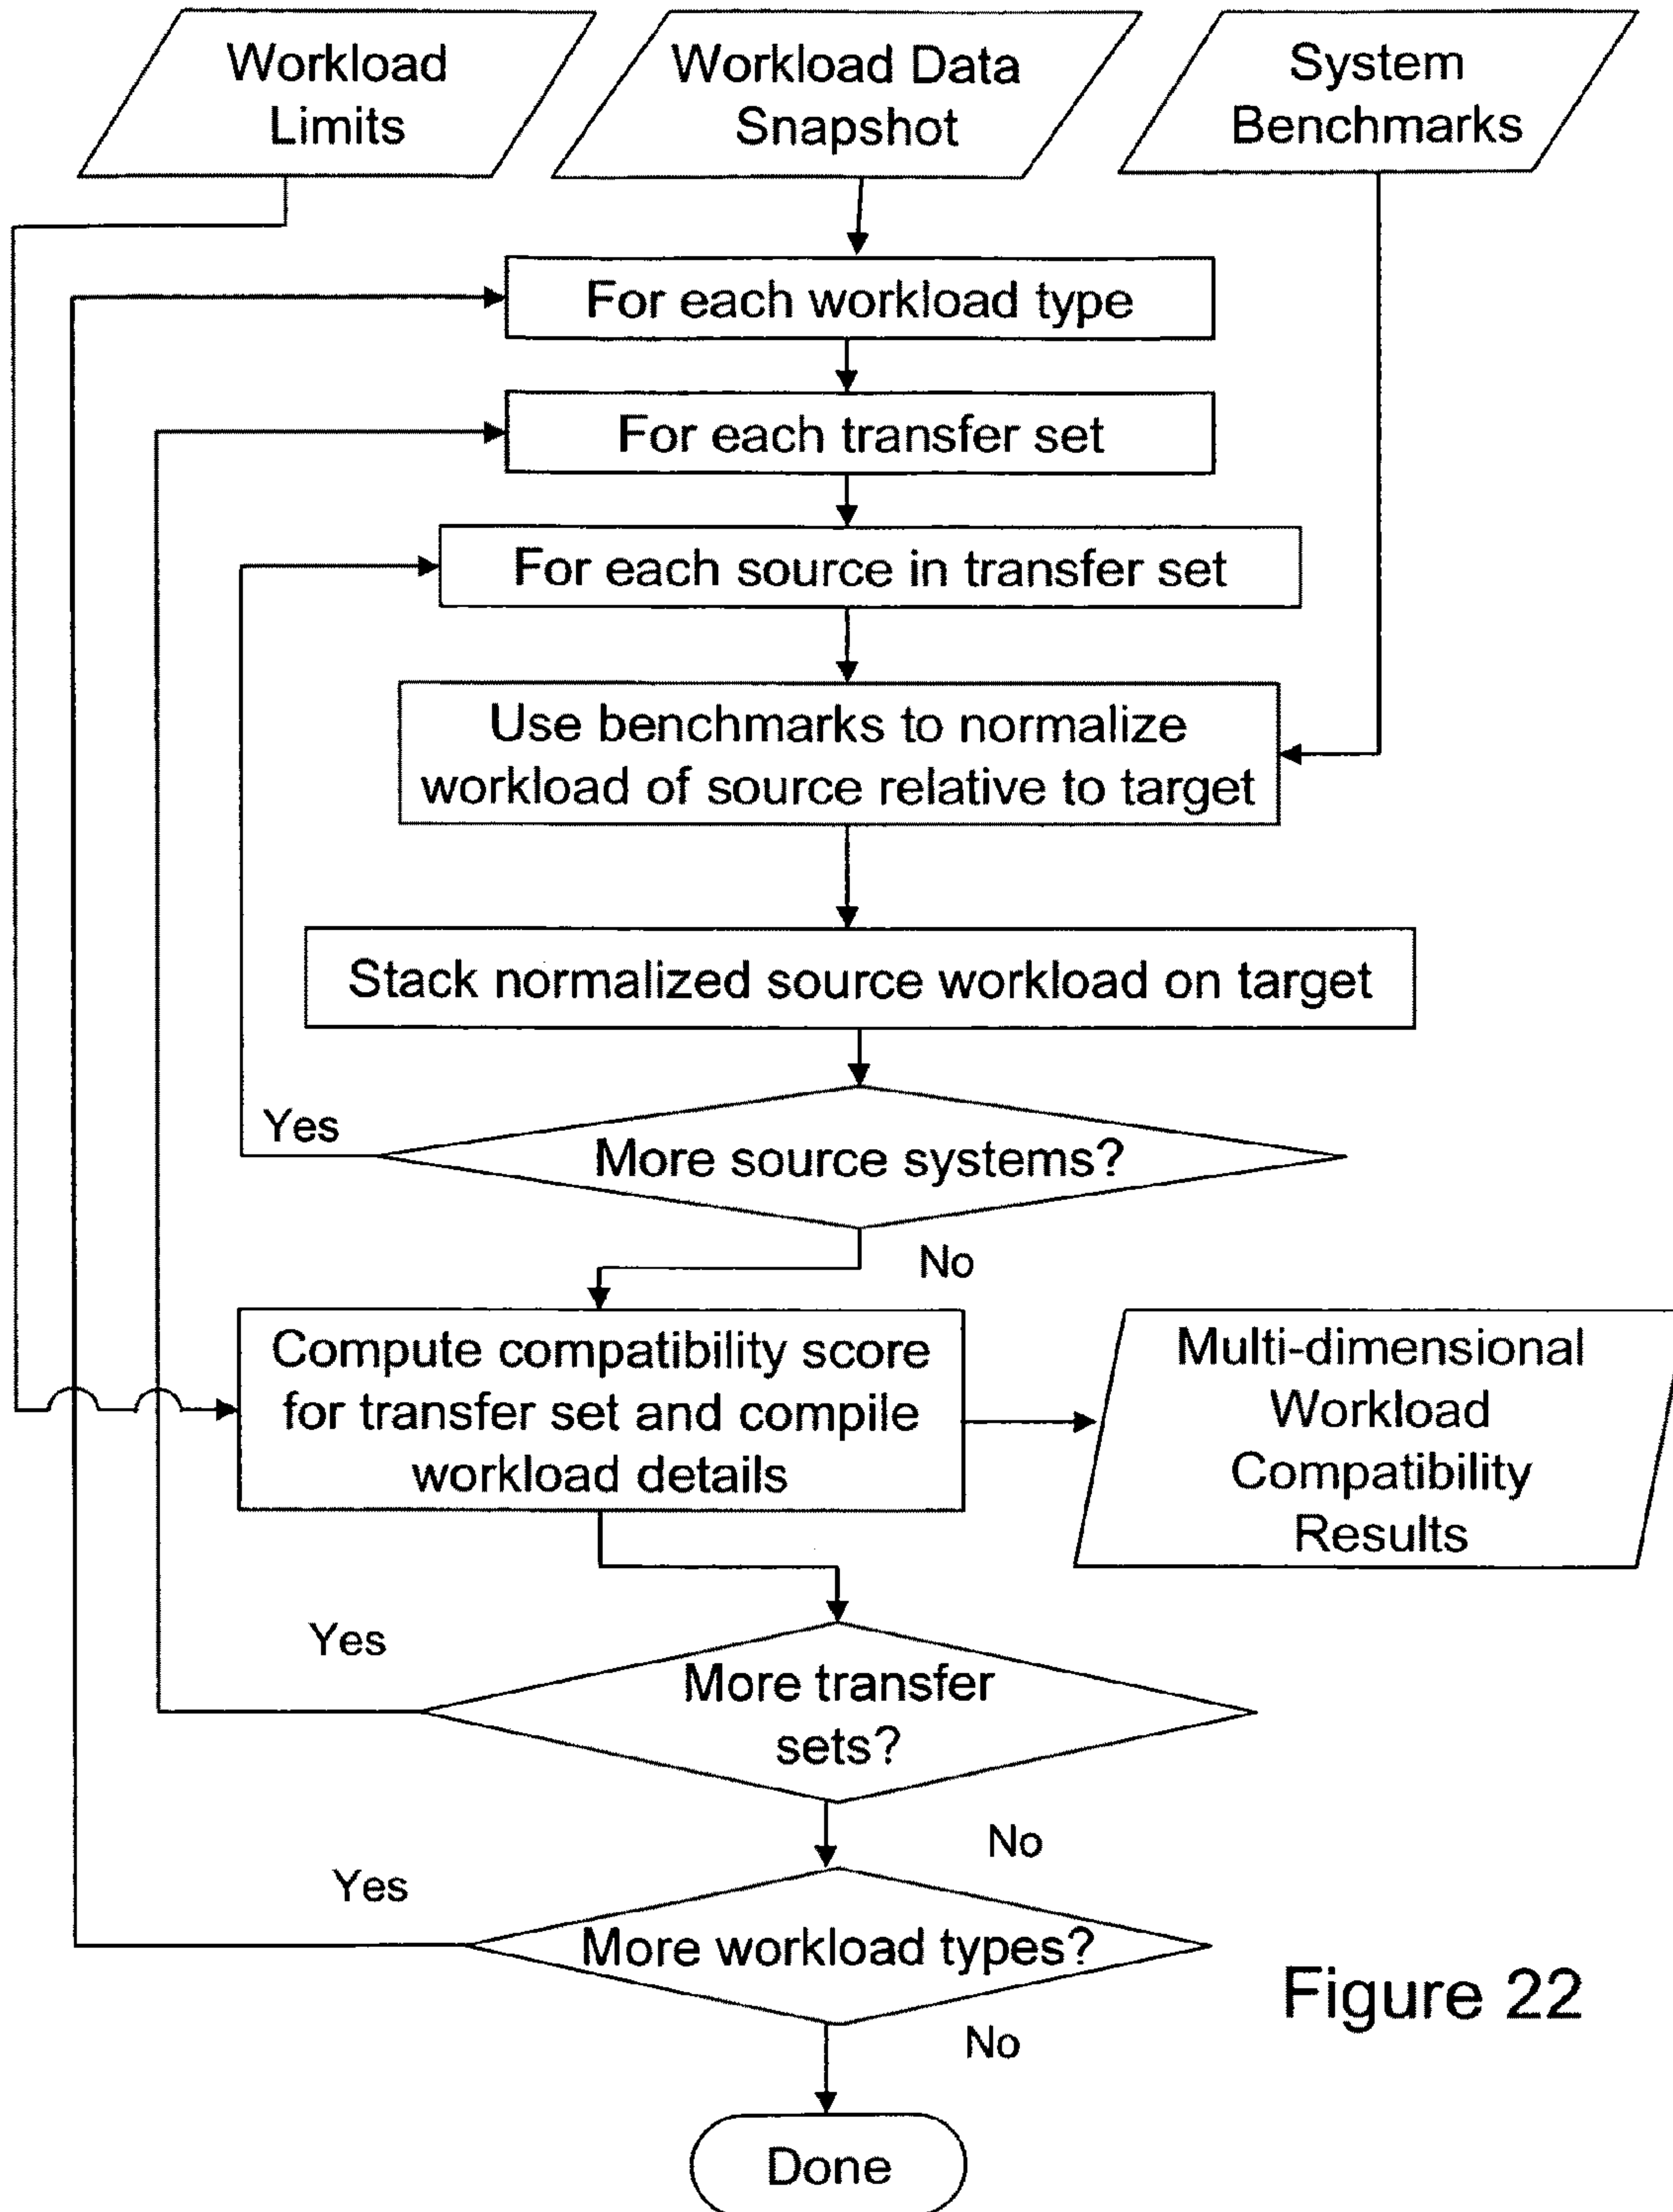 Workload
Limits
Workload Data
Snapshot
System
Benchmarks
For each workload type
For each transfer set
For each source in transfer set
Use benchmarks to normalize
workload of source relative to target
Stack normalized source workload on target
Yes
More source systems?
No
Compute compatibility score
for transfer set and compile
workload details
Multi-dimensional
Workload
Compatibility
Results
Yes
More transfer
sets?
No
Yes
More workload types?
Figure 22
No
Done